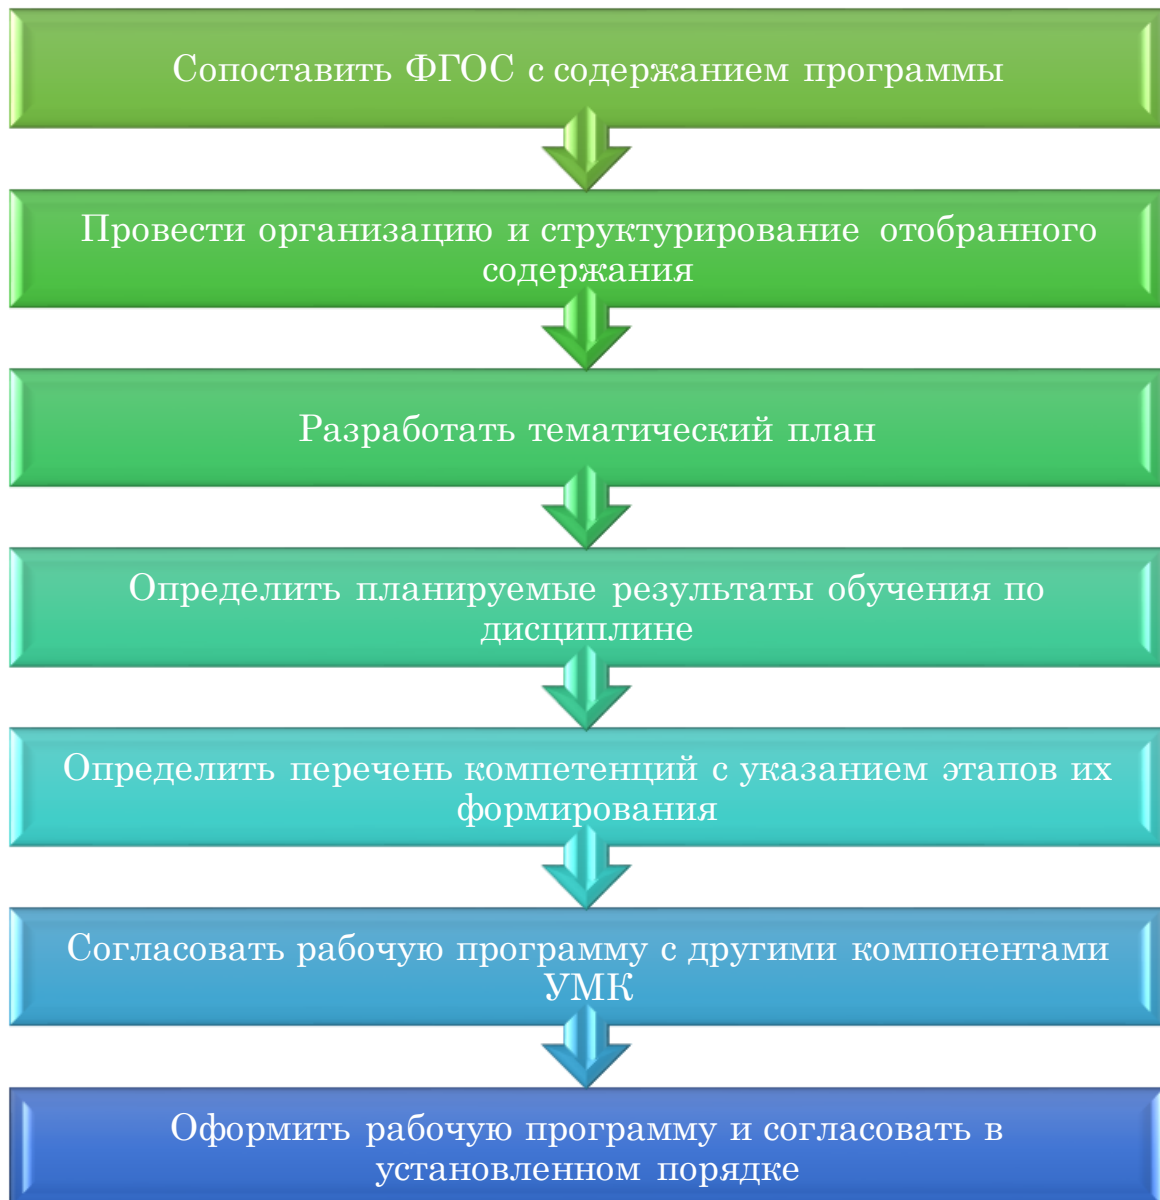 Сопоставить ФГОС с содержанием программы
Провести организацию и структурирование отобранного
содержания
Разработать тематический план
Определить планируемые результаты обучения по
дисциплине
Определить перечень компетенций с указанием этапов их
формирования
Согласовать рабочую программу с другими компонентами
УМК
Оформить рабочую программу и согласовать в
установленном порядке